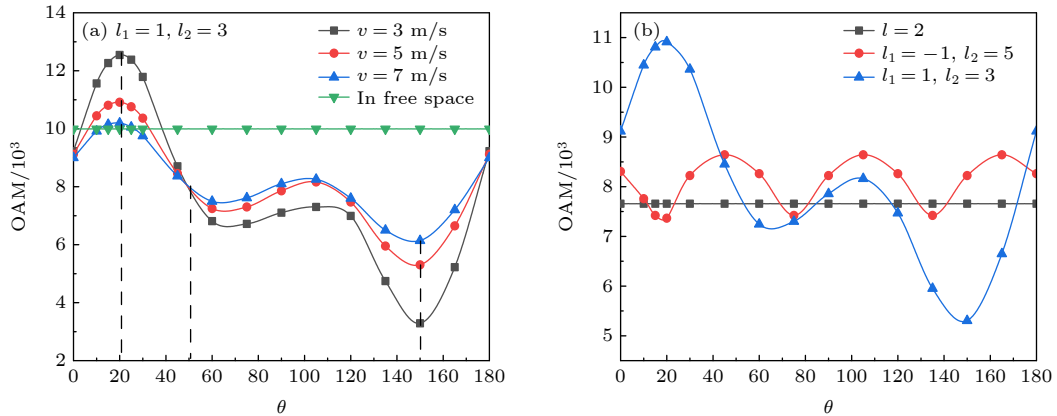 (a) l₁ = 1, l₂ = 3
v = 3 m/s
v = 5 m/s
v = 7 m/s
In free space
OAM/10³
14
12
10
8
6
4
2
0 20 40 60 80 100 120 140 160 180
θ
(b)
l = 2
l₁ = −1, l₂ = 5
l₁ = 1, l₂ = 3
OAM/10³
11
10
9
8
7
6
5
0 20 40 60 80 100 120 140 160 180
θ